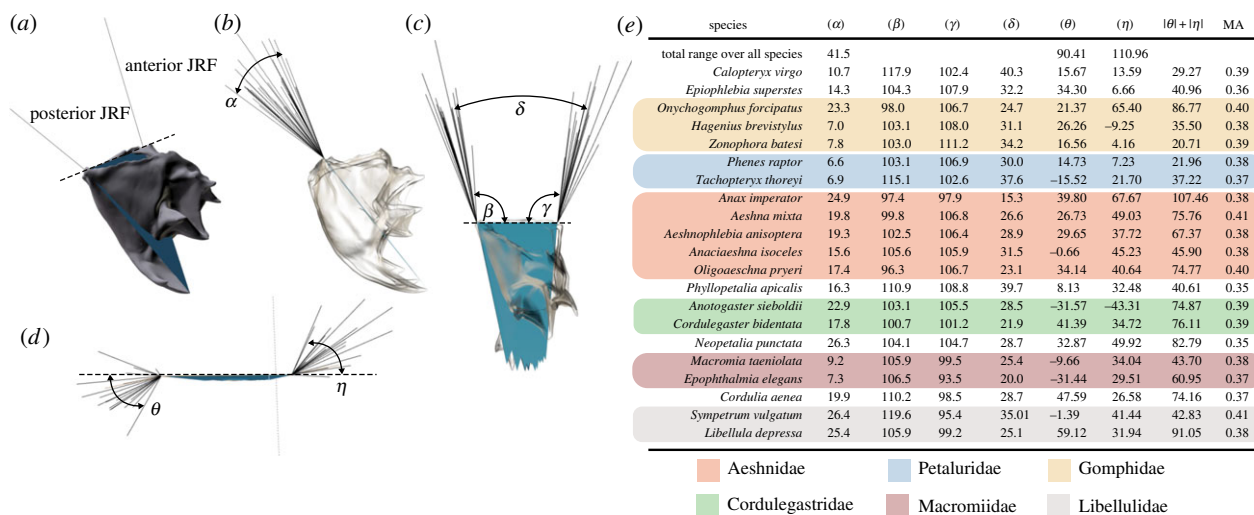 (a)
anterior JRF
posterior JRF
(b)
α
(c)
δ
β
γ
(d)
θ
η
(e)
species (α) (β) (γ) (δ) (θ) (η) |θ| + |η| MA
total range over all species 41.5 90.41 110.96
Calopteryx virgo 10.7 117.9 102.4 40.3 15.67 13.59 29.27 0.39
Epiophlebia superstes 14.3 104.3 107.9 32.2 34.30 6.66 40.96 0.36
Onychogomphus forcipatus 23.3 98.0 106.7 24.7 21.37 65.40 86.77 0.40
Hagenius brevistylus 7.0 103.1 108.0 31.1 26.26 –9.25 35.50 0.38
Zonophora batesi 7.8 103.0 111.2 34.2 16.56 4.16 20.71 0.39
Phenes raptor 6.6 103.1 106.9 30.0 14.73 7.23 21.96 0.38
Tachopteryx thoreyi 6.9 115.1 102.6 37.6 –15.52 21.70 37.22 0.37
Anax imperator 24.9 97.4 97.9 15.3 39.80 67.67 107.46 0.38
Aeshna mixta 19.8 99.8 106.8 26.6 26.73 49.03 75.76 0.41
Aeshnophlebia anisoptera 19.3 102.5 106.4 28.9 29.65 37.72 67.37 0.38
Anaciaeshna isoceles 15.6 105.6 105.9 31.5 –0.66 45.23 45.90 0.38
Oligoaeschna pryeri 17.4 96.3 106.7 23.1 34.14 40.64 74.77 0.40
Phyllopetalia apicalis 16.3 110.9 108.8 39.7 8.13 32.48 40.61 0.35
Anotogaster sieboldii 22.9 103.1 105.5 28.5 –31.57 –43.31 74.87 0.39
Cordulegaster bidentata 17.8 100.7 101.2 21.9 41.39 34.72 76.11 0.39
Neopetalia punctata 26.3 104.1 104.7 28.7 32.87 49.92 82.79 0.35
Macromia taeniolata 9.2 105.9 99.5 25.4 –9.66 34.04 43.70 0.38
Epophthalmia elegans 7.3 106.5 93.5 20.0 –31.44 29.51 60.95 0.37
Cordulia aenea 19.9 110.2 98.5 28.7 47.59 26.58 74.16 0.37
Sympetrum vulgatum 26.4 119.6 95.4 35.01 –1.39 41.44 42.83 0.41
Libellula depressa 25.4 105.9 99.2 25.1 59.12 31.94 91.05 0.38
Aeshnidae Petaluridae Gomphidae
Cordulegastridae Macromiidae Libellulidae